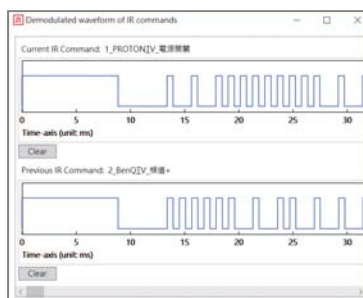 Demodulated waveform of IR commands
Current IR Command: 1_PROTON_TV_電源開關
0 5 10 15 20 25 30
Time-axis (unit: ms)
Clear
Previous IR Command: 2_BenQ_TV_頻道+
0 5 10 15 20 25 30
Time-axis (unit: ms)
Clear